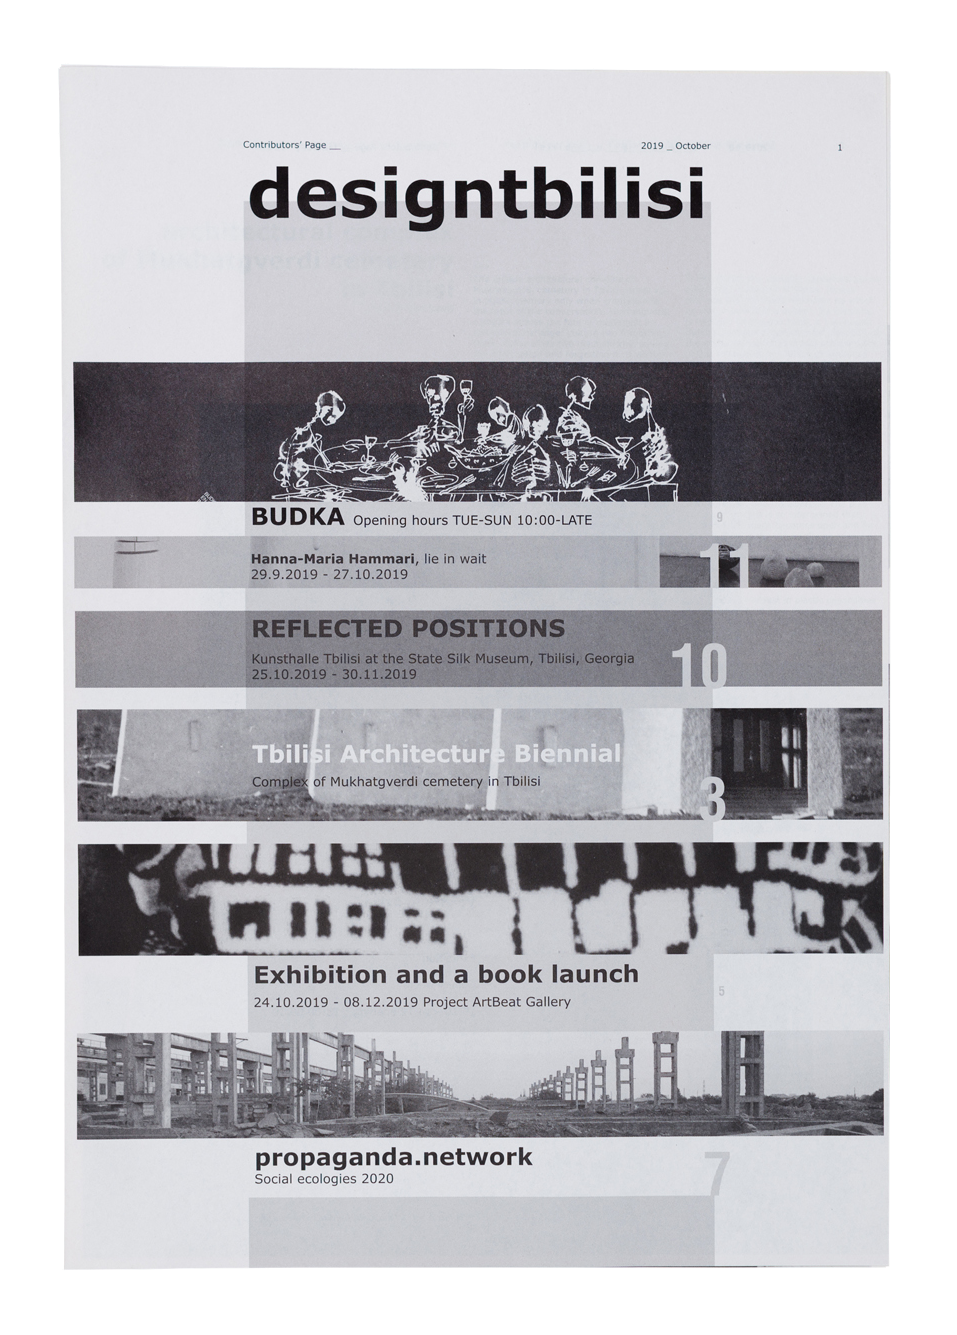 Contributors' Page __
2019 _ October
1
designtbilisi
BUDKA Opening hours TUE-SUN 10:00-LATE
9
Hanna-Maria Hammari, lie in wait
29.9.2019 - 27.10.2019
11
REFLECTED POSITIONS
Kunsthalle Tbilisi at the State Silk Museum, Tbilisi, Georgia
25.10.2019 - 30.11.2019
10
Tbilisi Architecture Biennial
Complex of Mukhatgverdi cemetery in Tbilisi
3
Exhibition and a book launch
24.10.2019 - 08.12.2019 Project ArtBeat Gallery
5
propaganda.network
Social ecologies 2020
7